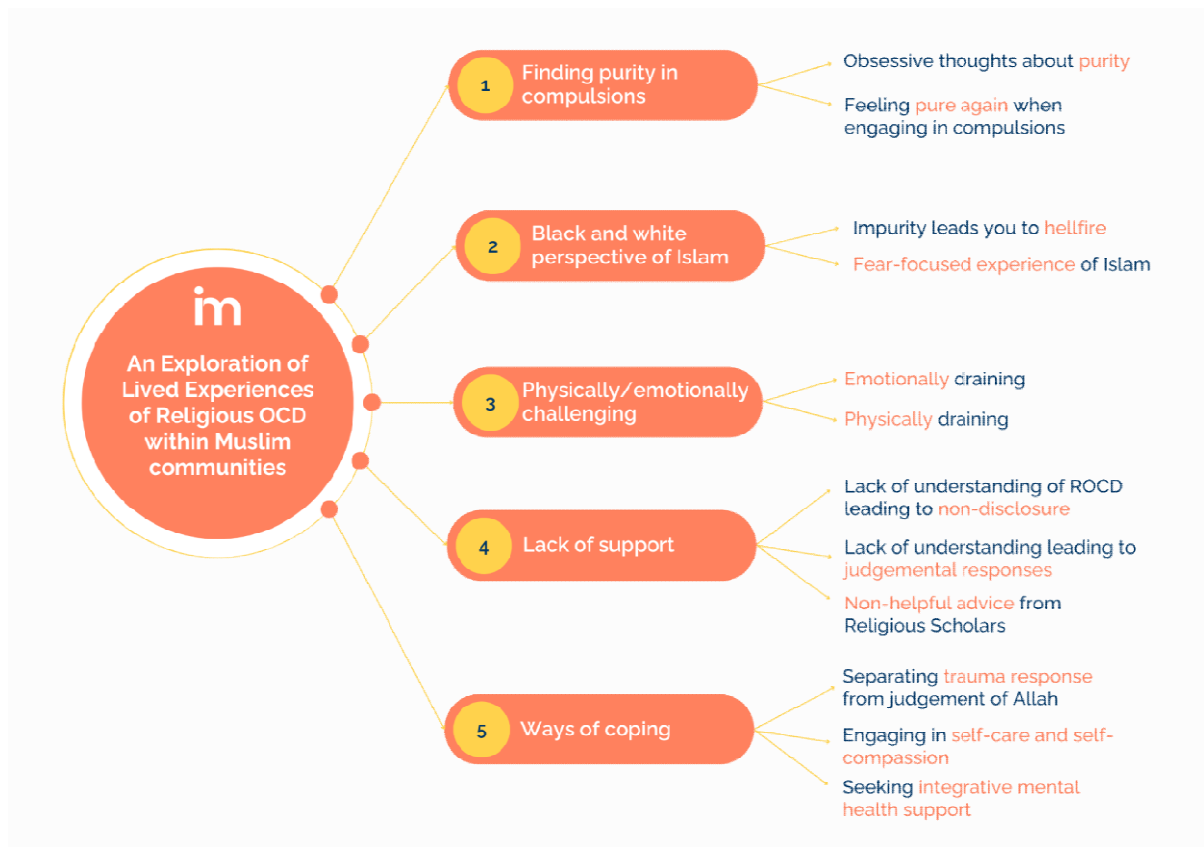 im
An Exploration of
Lived Experiences
of Religious OCD
within Muslim
communities
1
Finding purity in
compulsions
Obsessive thoughts about purity
Feeling pure again when
engaging in compulsions
2
Black and white
perspective of Islam
Impurity leads you to hellfire
Fear-focused experience of Islam
3
Physically/emotionally
challenging
Emotionally draining
Physically draining
4
Lack of support
Lack of understanding of ROCD
leading to non-disclosure
Lack of understanding leading to
judgemental responses
Non-helpful advice from
Religious Scholars
5
Ways of coping
Separating trauma response
from judgement of Allah
Engaging in self-care and self-
compassion
Seeking integrative mental
health support